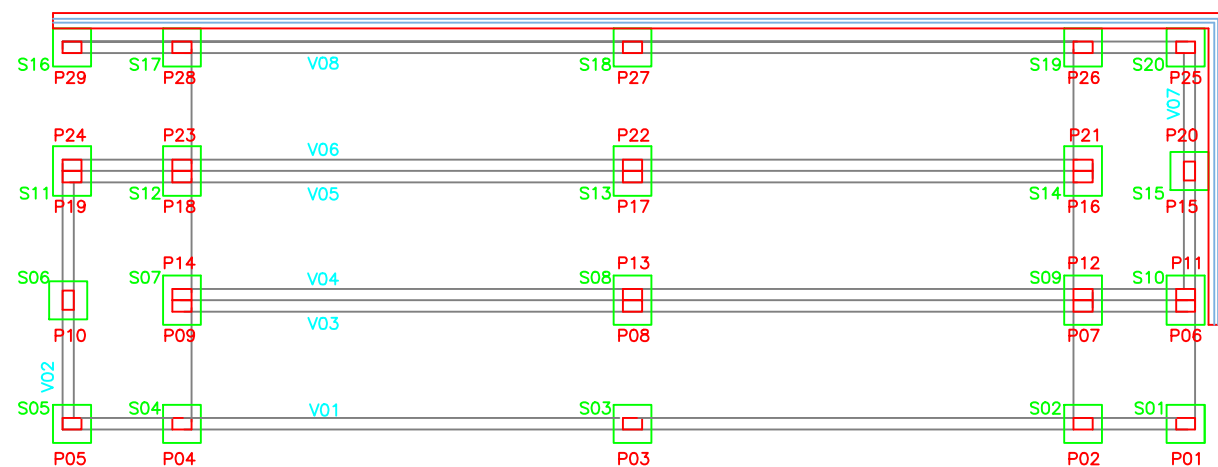 S16 S17 V08 S18 S19 S20
P29 P28 P27 P26 P25
V07
P24 P23 V06 P22 P21 P20
S11 S12 V05 S13 S14 S15
P19 P18 P17 P16 P15
P14 P13 P12 P11
S06 S07 V04 S08 S09 S10
V03
P10 P09 P08 P07 P06
V02
S05 S04 V01 S03 S02 S01
P05 P04 P03 P02 P01